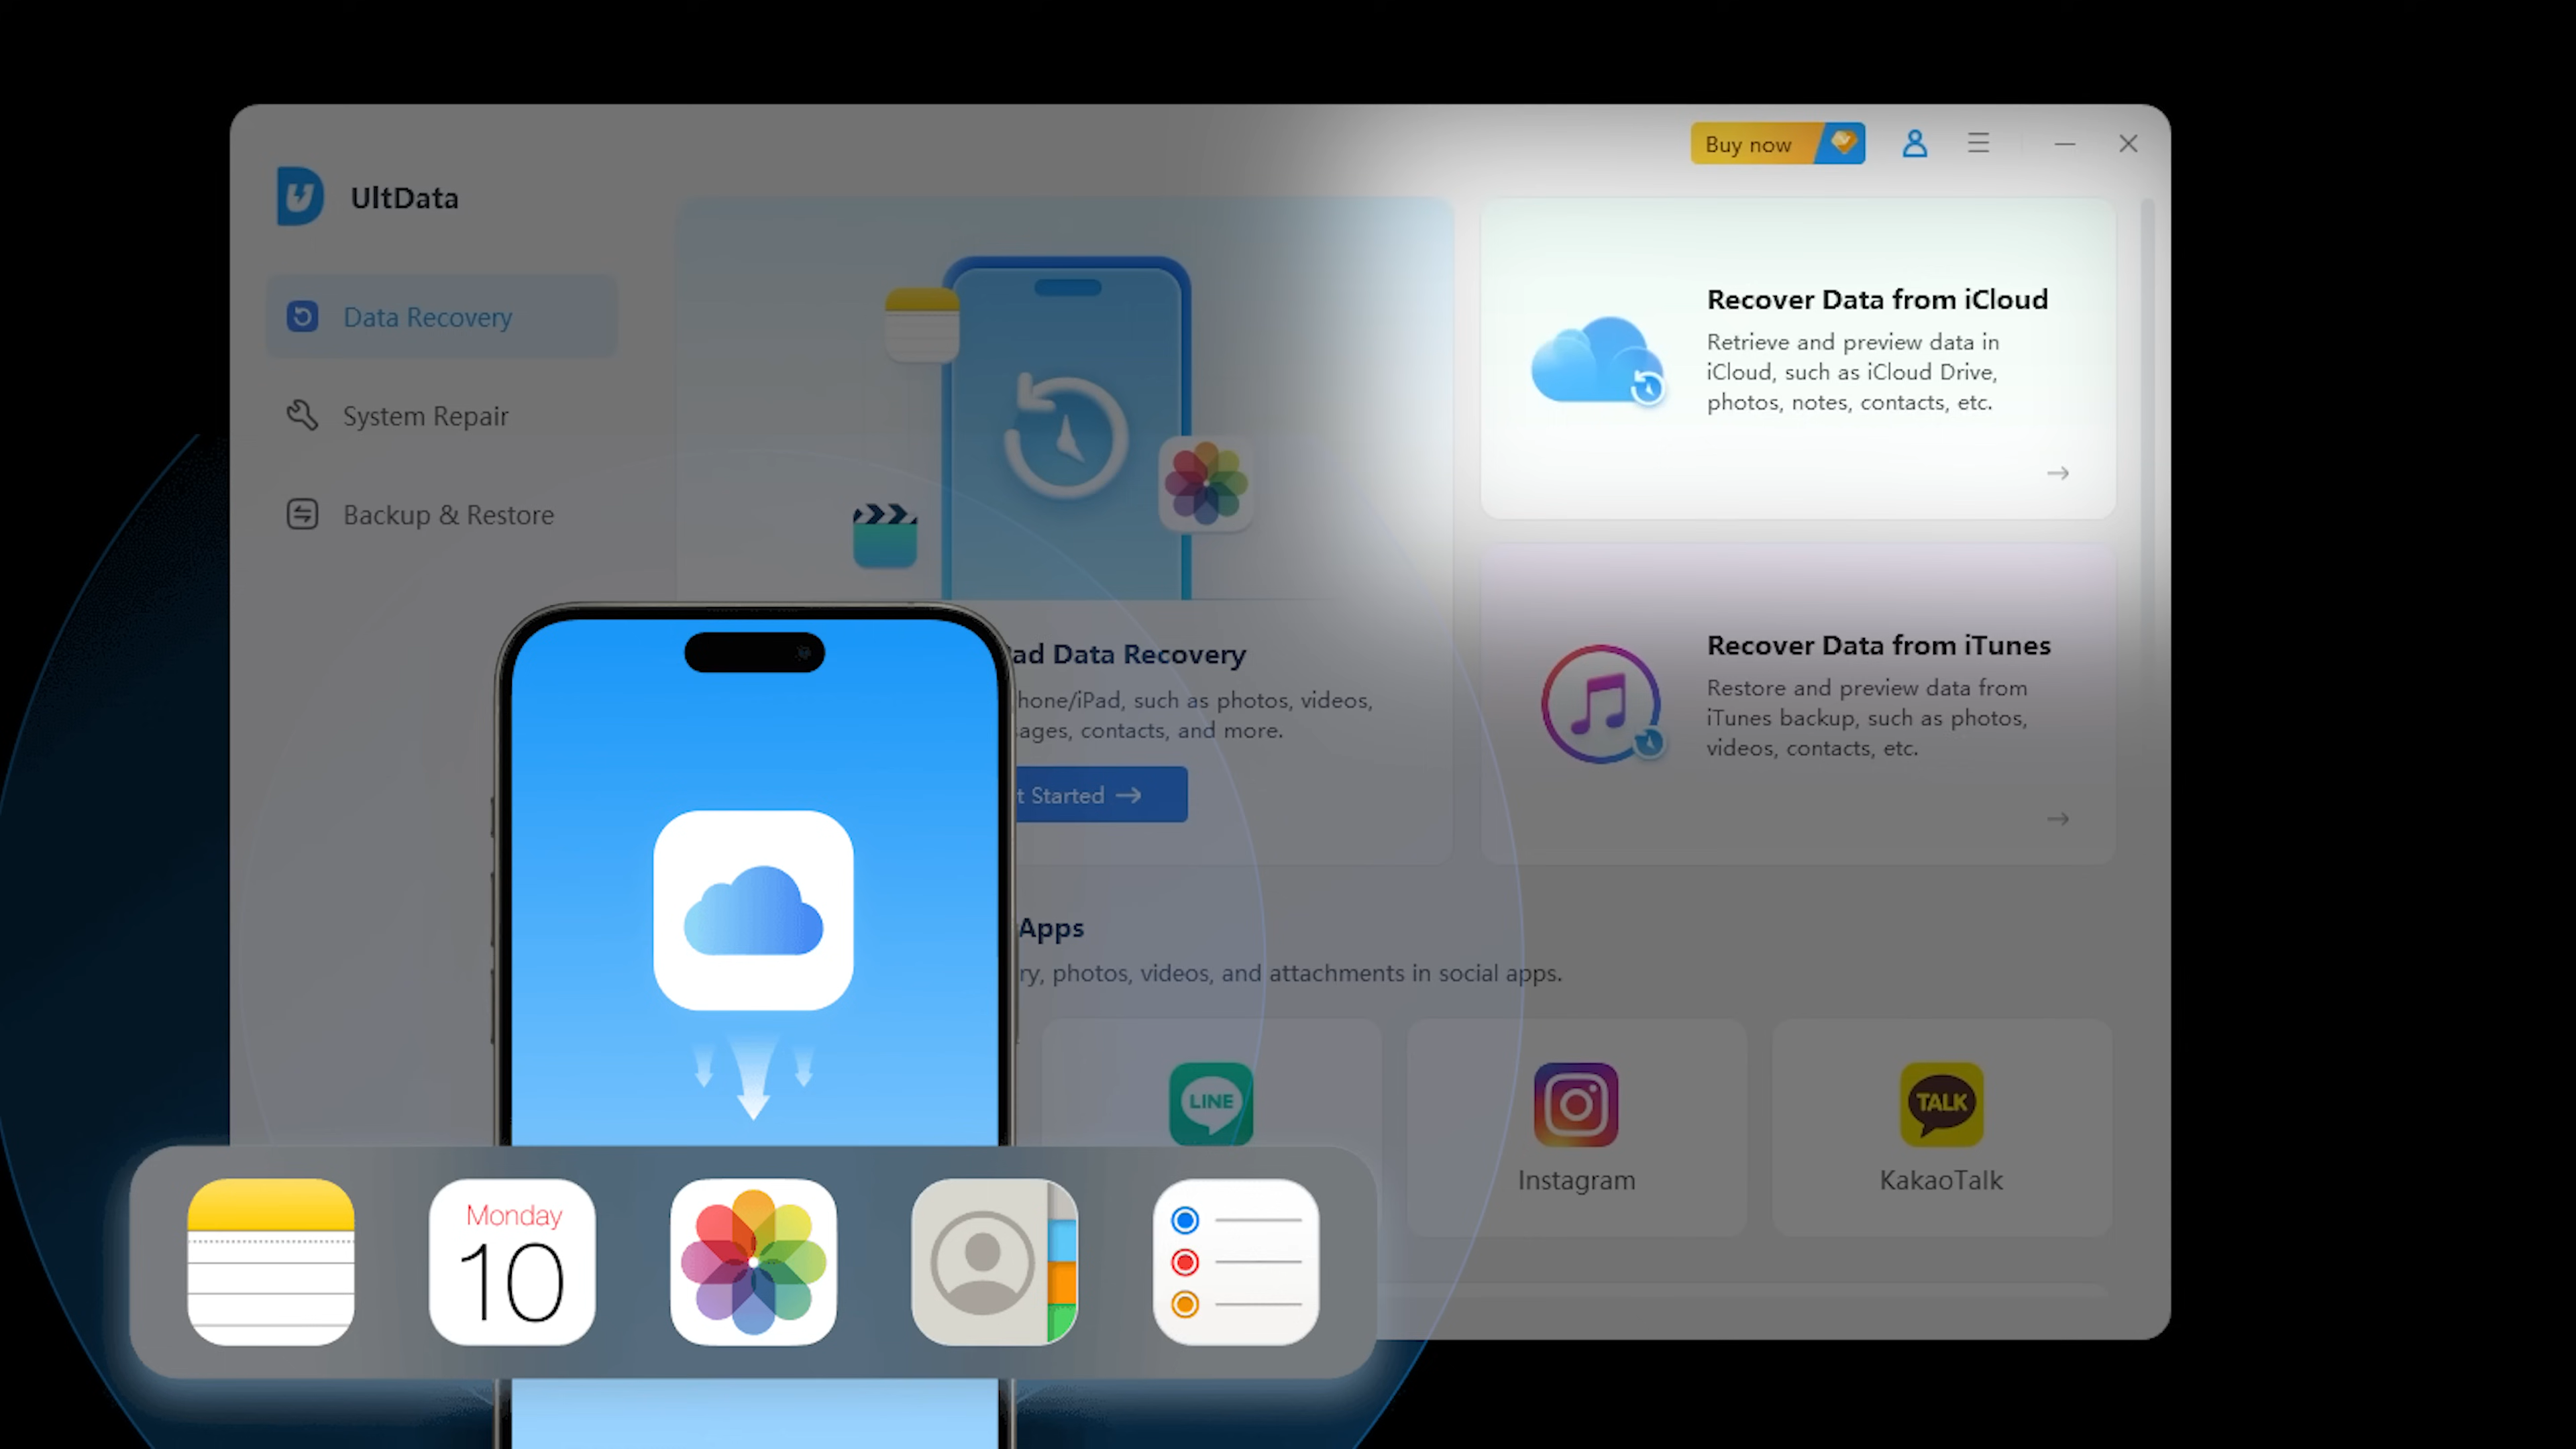 Buy now
UltData
Data Recovery
System Repair
Backup & Restore
Recover Data from iCloud
Retrieve and preview data in
iCloud, such as iCloud Drive,
photos, notes, contacts, etc.
ad Data Recovery
hone/iPad, such as photos, videos,
sages, contacts, and more.
t Started
Recover Data from iTunes
Restore and preview data from
iTunes backup, such as photos,
videos, contacts, etc.
Apps
ry, photos, videos, and attachments in social apps.
LINE
Instagram
TALK
KakaoTalk
Monday
10